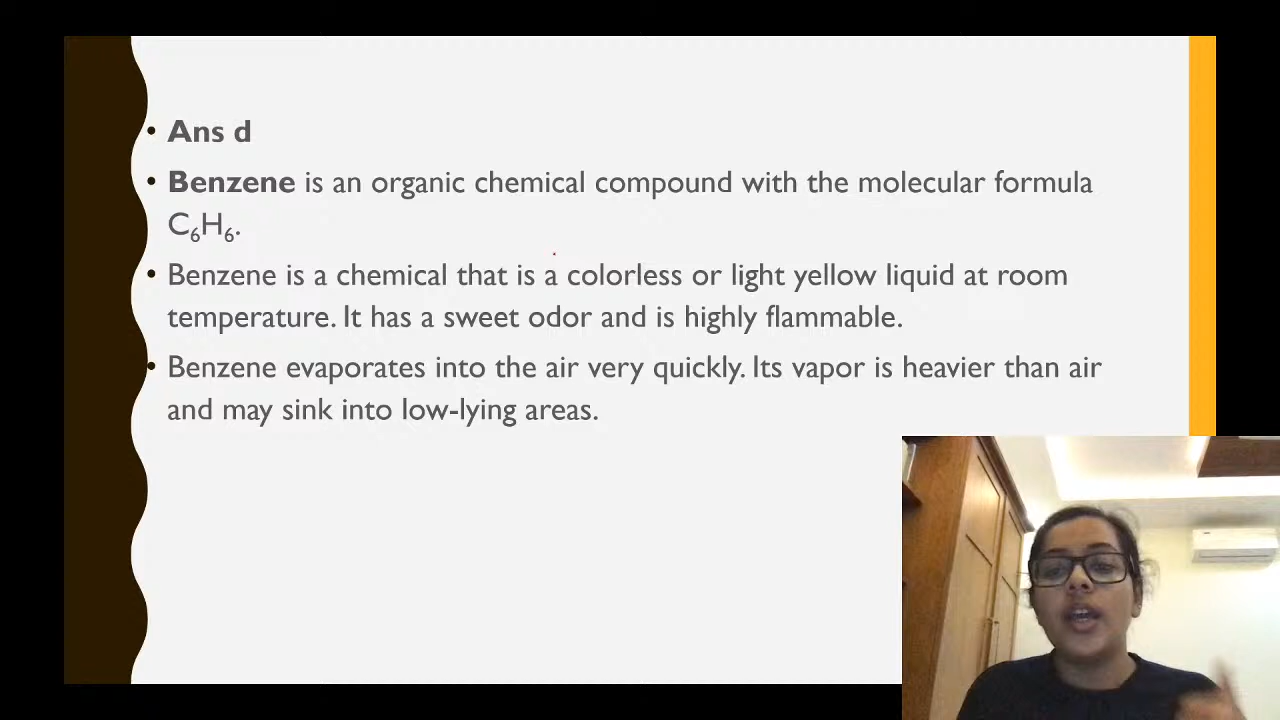 • Ans d
• Benzene is an organic chemical compound with the molecular formula
C₆H₆.
• Benzene is a chemical that is a colorless or light yellow liquid at room
temperature. It has a sweet odor and is highly flammable.
• Benzene evaporates into the air very quickly. Its vapor is heavier than air
and may sink into low-lying areas.